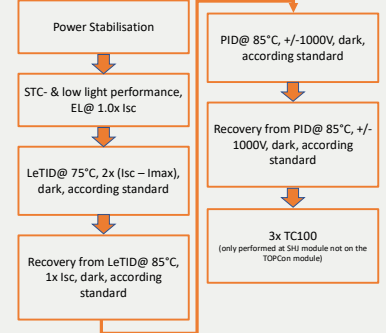 Power Stabilisation
STC- & low light performance,
EL@ 1.0x Isc
LeTID@ 75°C, 2x (Isc – Imax),
dark, according standard
Recovery from LeTID@ 85°C,
1x Isc, dark, according
standard
PID@ 85°C, +/-1000V, dark,
according standard
Recovery from PID@ 85°C, +/-
1000V, dark, according
standard
3x TC100
(only performed at SHJ module not on the
TOPCon module)